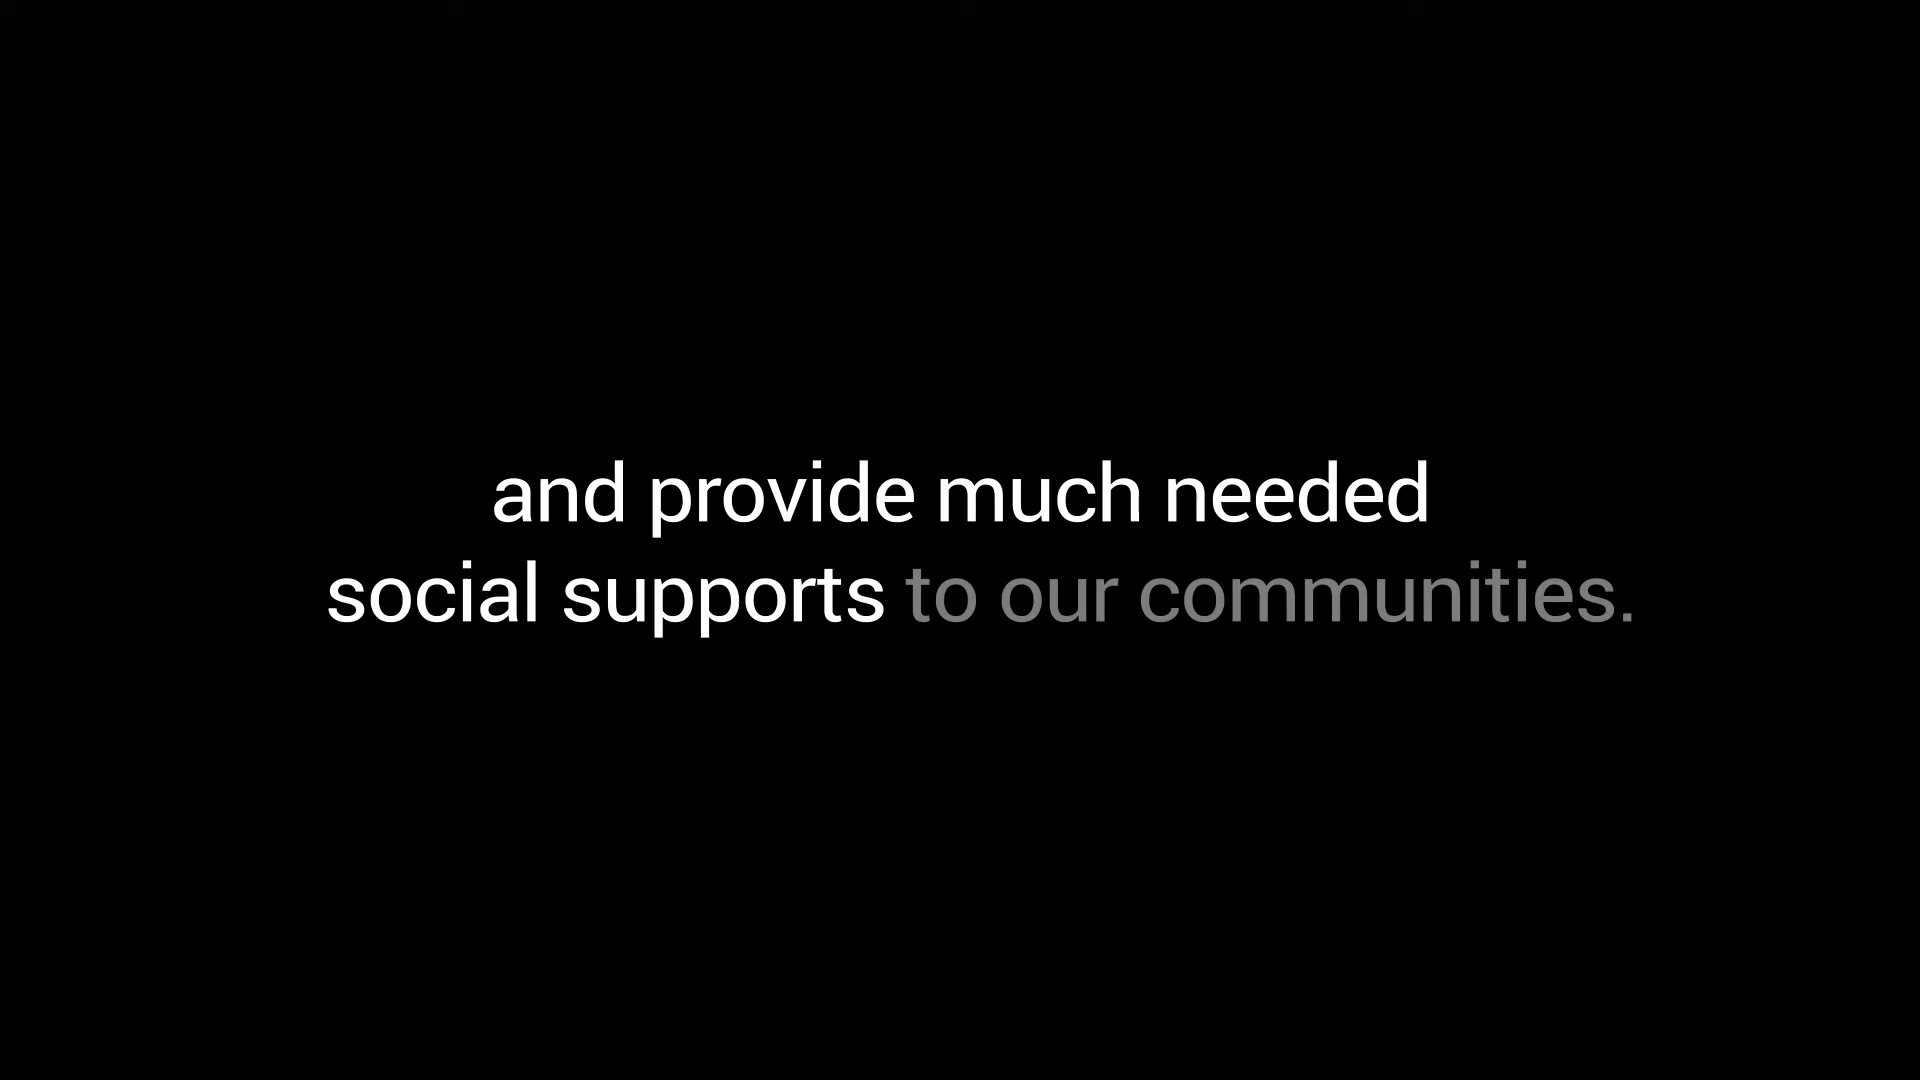 and provide much needed
social supports to our communities.